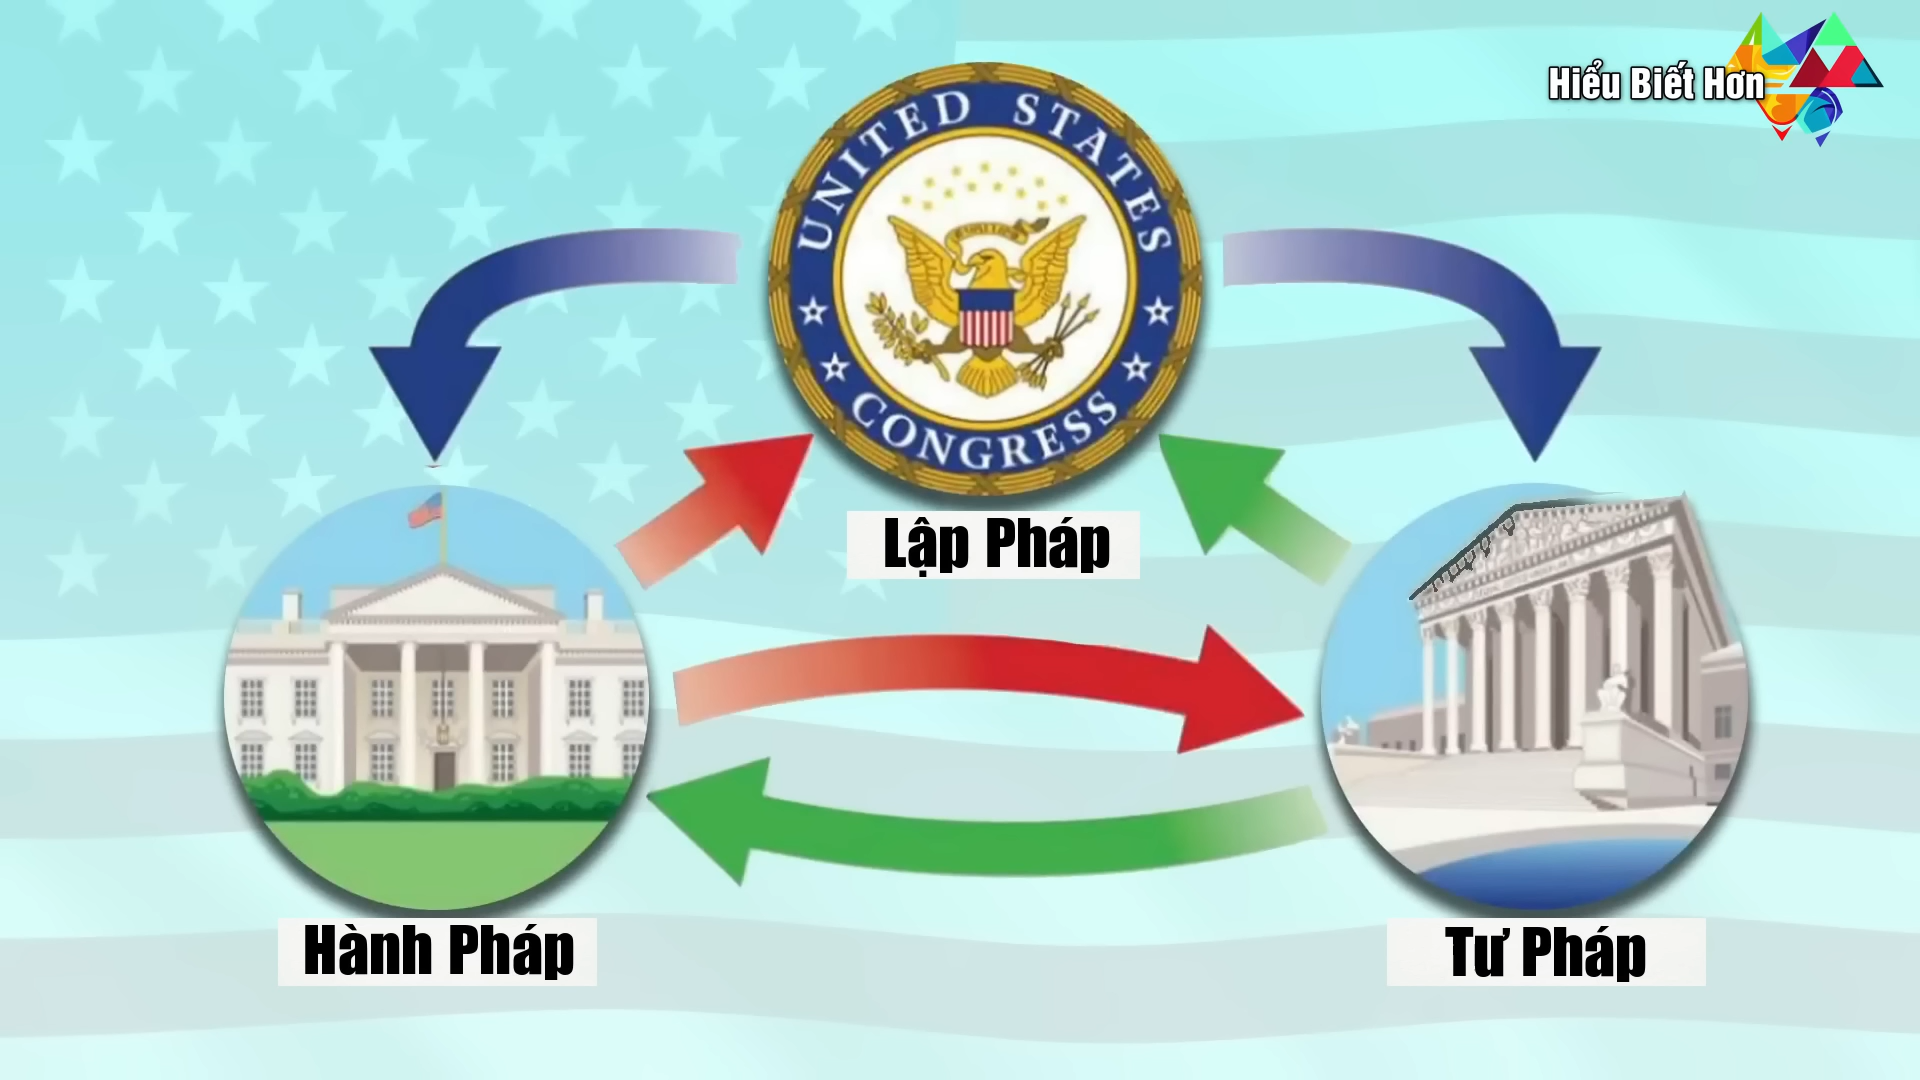 Hiểu Biết Hơn
UNITED STATES
CONGRESS
Lập Pháp
Hành Pháp
Tư Pháp